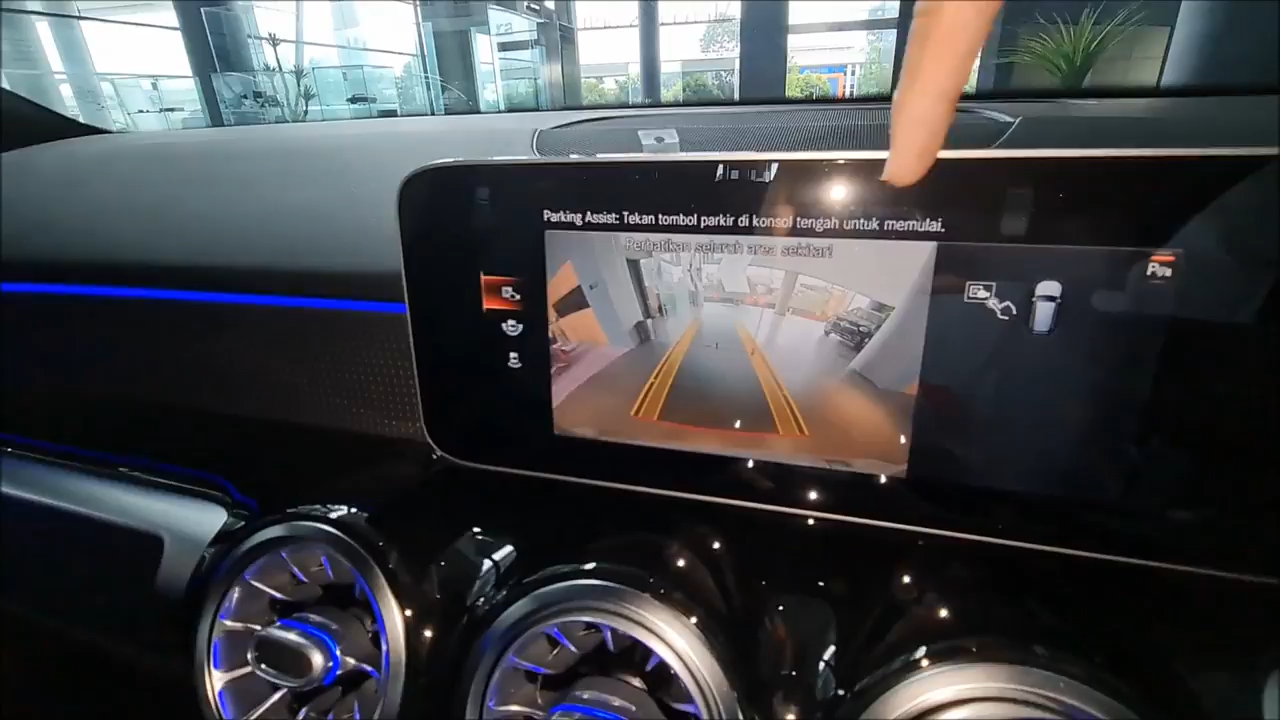 Parking Assist: Tekan tombol parkir di konsol tengah untuk memulai.
Perhatikan seluruh area sekitar!